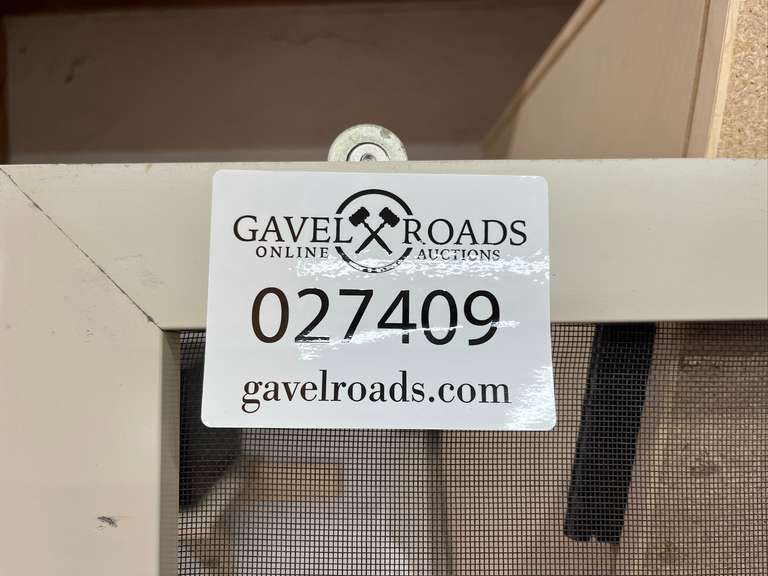 GAVEL ROADS
ONLINE AUCTIONS
027409
gavelroads.com